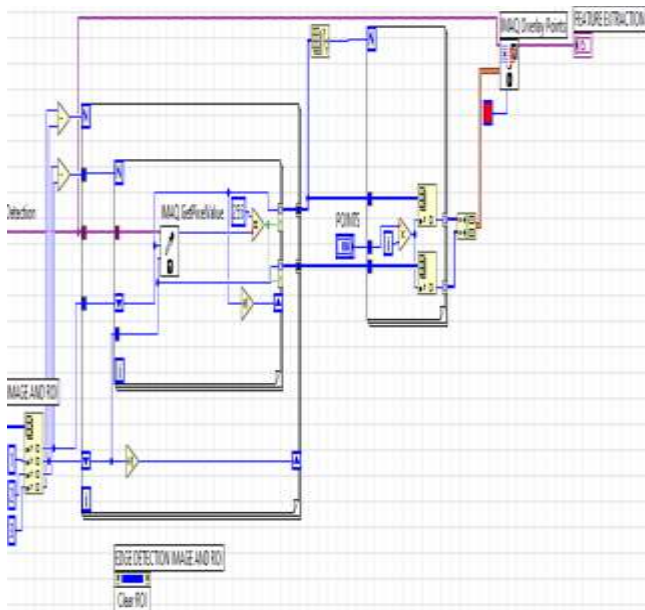 IMAQ Overlay Points
FEATURE EXTRACTION
N
N
N
Detection
IMAQ GetPixelValue
255
POINTS
i
i
IMAGE AND ROI
i
EDGE DETECTION IMAGE AND ROI
Clear ROI